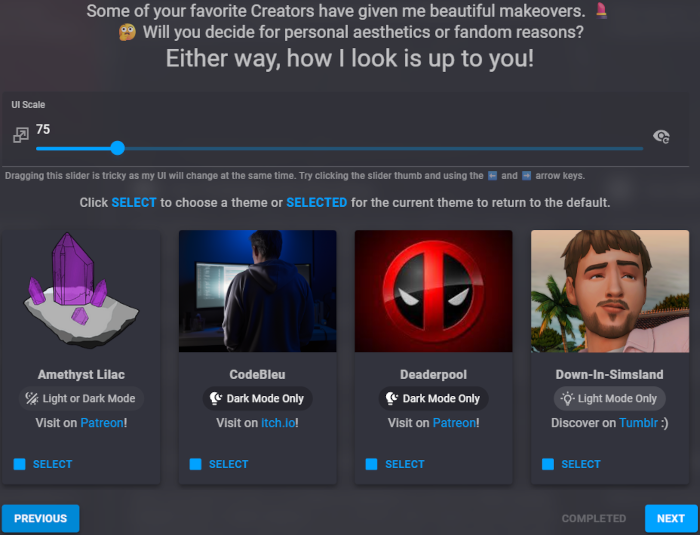 Some of your favorite Creators have given me beautiful makeovers.
Will you decide for personal aesthetics or fandom reasons?
Either way, how I look is up to you!
UI Scale
75
Dragging this slider is tricky as my UI will change at the same time. Try clicking the slider thumb and using the ⬅️ and ➡️ arrow keys.
Click SELECT to choose a theme or SELECTED for the current theme to return to the default.
Amethyst Lilac
Light or Dark Mode
Visit on Patreon!
SELECT
CodeBleu
Dark Mode Only
Visit on itch.io!
SELECT
Deaderpool
Dark Mode Only
Visit on Patreon!
SELECT
Down-In-Simsland
Light Mode Only
Discover on Tumblr :)
SELECT
PREVIOUS
COMPLETED
NEXT